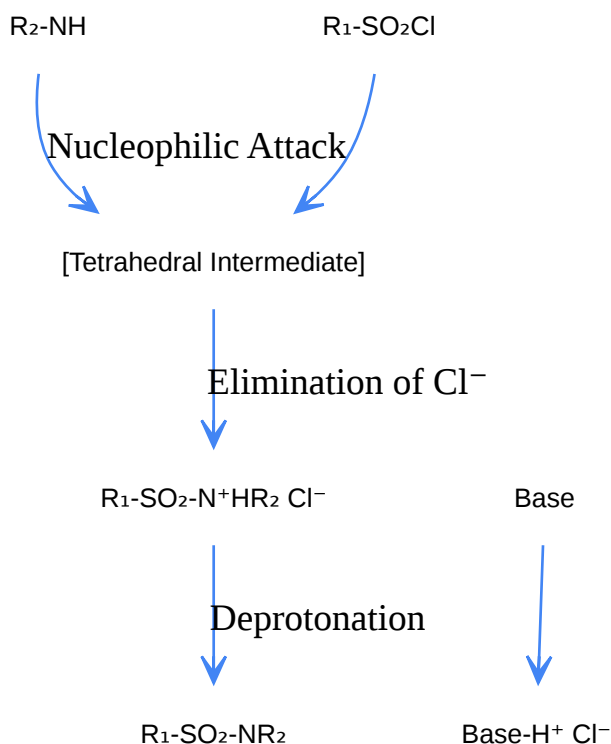 R₂-NH
R₁-SO₂Cl
Nucleophilic Attack
[Tetrahedral Intermediate]
Elimination of Cl⁻
R₁-SO₂-N⁺HR₂ Cl⁻
Base
Deprotonation
R₁-SO₂-NR₂
Base-H⁺ Cl⁻